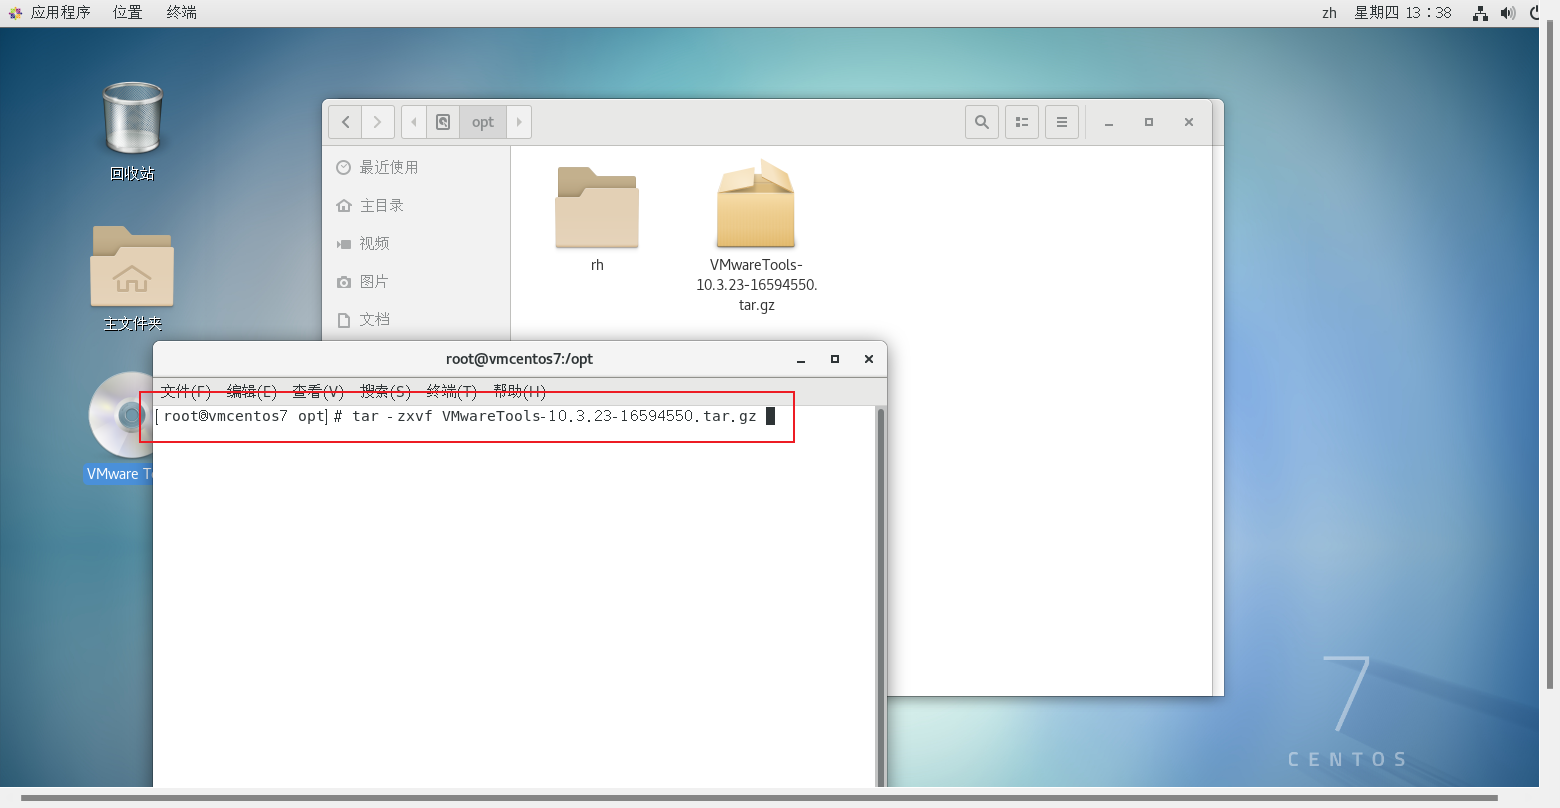 应用程序 位置 终端 zh 星期四 13：38
回收站
主文件夹
VMware To
opt
最近使用
主目录
视频
图片
文档
rh
VMwareTools-
10.3.23-16594550.
tar.gz
root@vmcentos7:/opt
文件(F) 编辑(E) 查看(V) 搜索(S) 终端(T) 帮助(H)
[root@vmcentos7 opt]# tar -zxvf VMwareTools-10.3.23-16594550.tar.gz
7
CENTOS